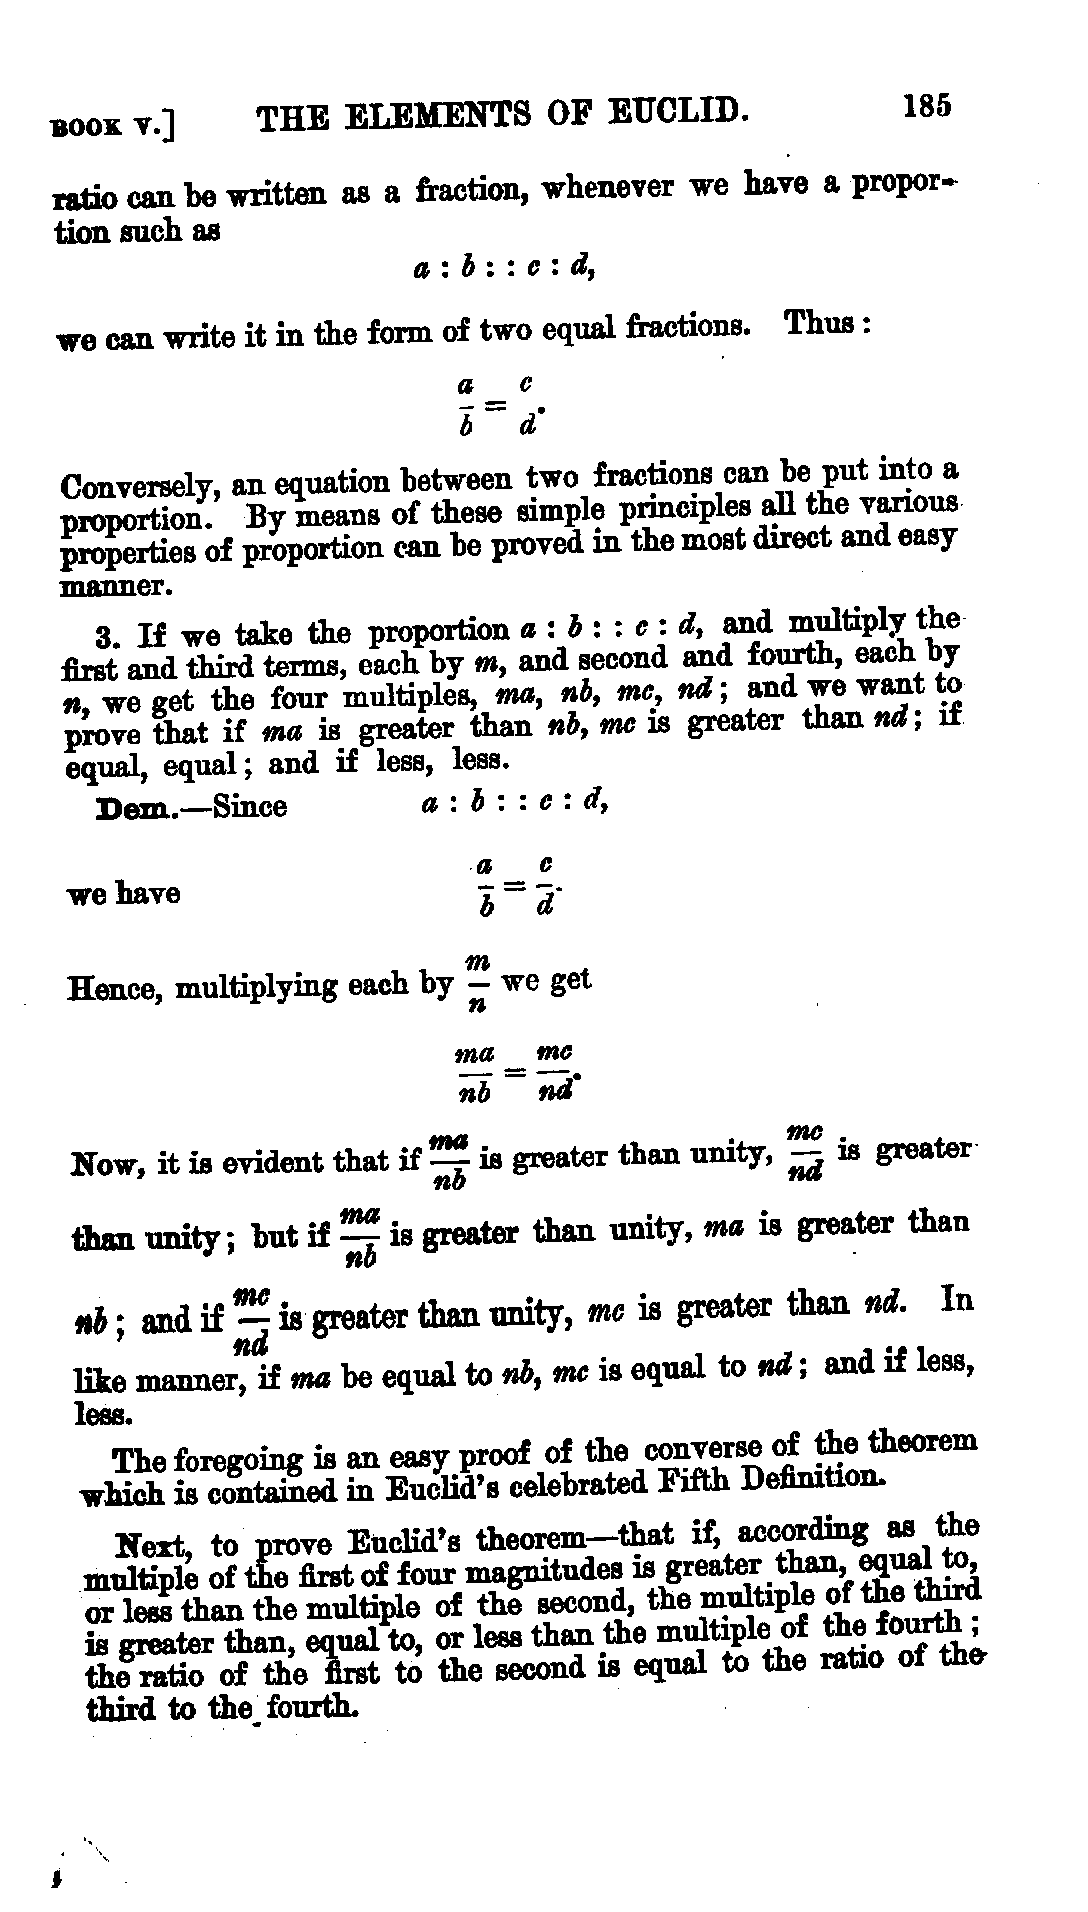 BOOK V.] THE ELEMENTS OF EUCLID. 185
ratio can be written as a fraction, whenever we have a propor-
tion such as
a : b : : c : d,
we can write it in the form of two equal fractions. Thus :
a/b = c/d.
Conversely, an equation between two fractions can be put into a
proportion. By means of these simple principles all the various
properties of proportion can be proved in the most direct and easy
manner.
3. If we take the proportion a : b : : c : d, and multiply the
first and third terms, each by m, and second and fourth, each by
n, we get the four multiples, ma, nb, mc, nd ; and we want to
prove that if ma is greater than nb, mc is greater than nd ; if
equal, equal ; and if less, less.
Dem.—Since a : b : : c : d,
we have a/b = c/d.
Hence, multiplying each by m/n we get
ma/nb = mc/nd.
Now, it is evident that if ma/nb is greater than unity, mc/nd is greater
than unity ; but if ma/nb is greater than unity, ma is greater than
nb ; and if mc/nd is greater than unity, mc is greater than nd. In
like manner, if ma be equal to nb, mc is equal to nd ; and if less,
less.
The foregoing is an easy proof of the converse of the theorem
which is contained in Euclid's celebrated Fifth Definition.
Next, to prove Euclid's theorem—that if, according as the
multiple of the first of four magnitudes is greater than, equal to,
or less than the multiple of the second, the multiple of the third
is greater than, equal to, or less than the multiple of the fourth ;
the ratio of the first to the second is equal to the ratio of the
third to the fourth.